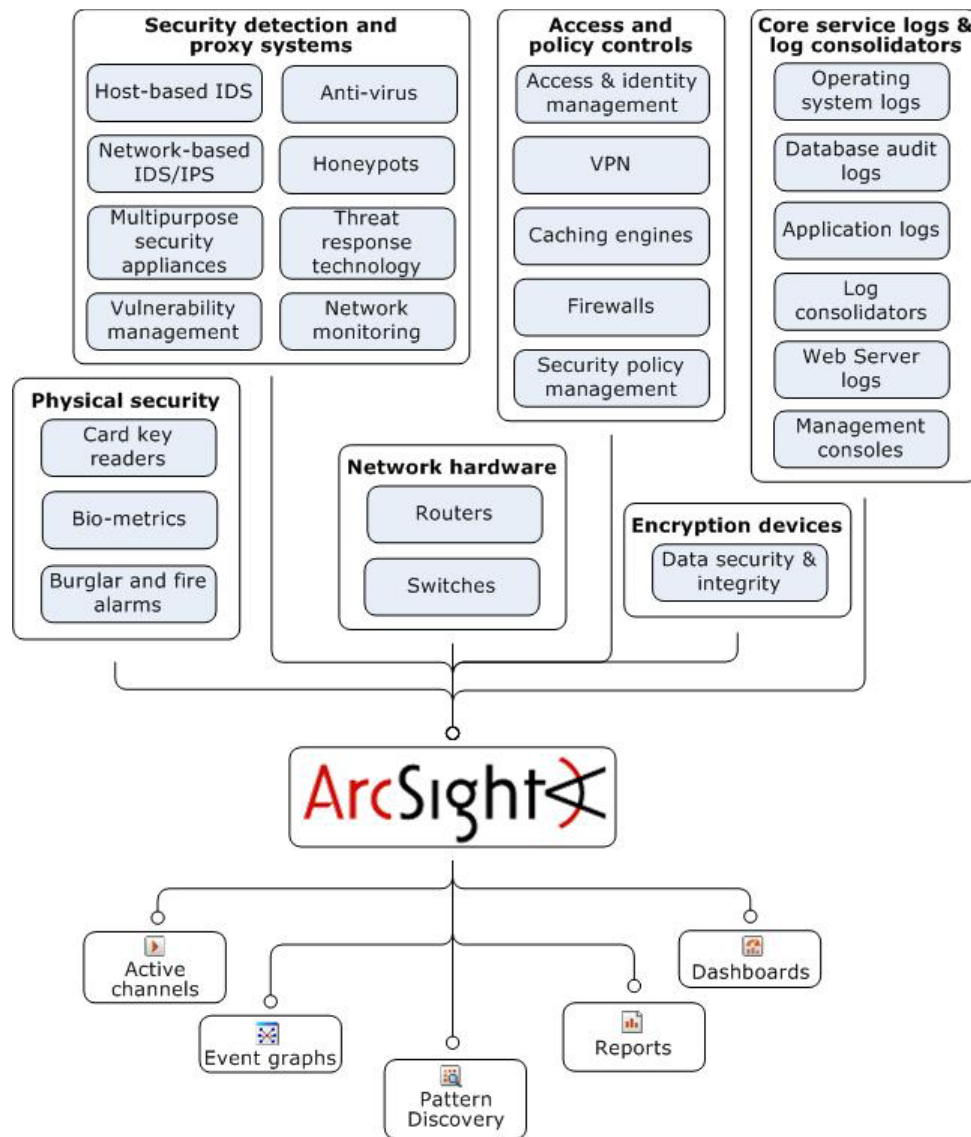 Security detection and
proxy systems
Host-based IDS
Anti-virus
Network-based
IDS/IPS
Honeypots
Multipurpose
security
appliances
Threat
response
technology
Vulnerability
management
Network
monitoring
Access and
policy controls
Access & identity
management
VPN
Caching engines
Firewalls
Security policy
management
Core service logs &
log consolidators
Operating
system logs
Database audit
logs
Application logs
Log
consolidators
Web Server
logs
Management
consoles
Physical security
Card key
readers
Bio-metrics
Burglar and fire
alarms
Network hardware
Routers
Switches
Encryption devices
Data security &
integrity
ArcSight
Active
channels
Event graphs
Pattern
Discovery
Reports
Dashboards